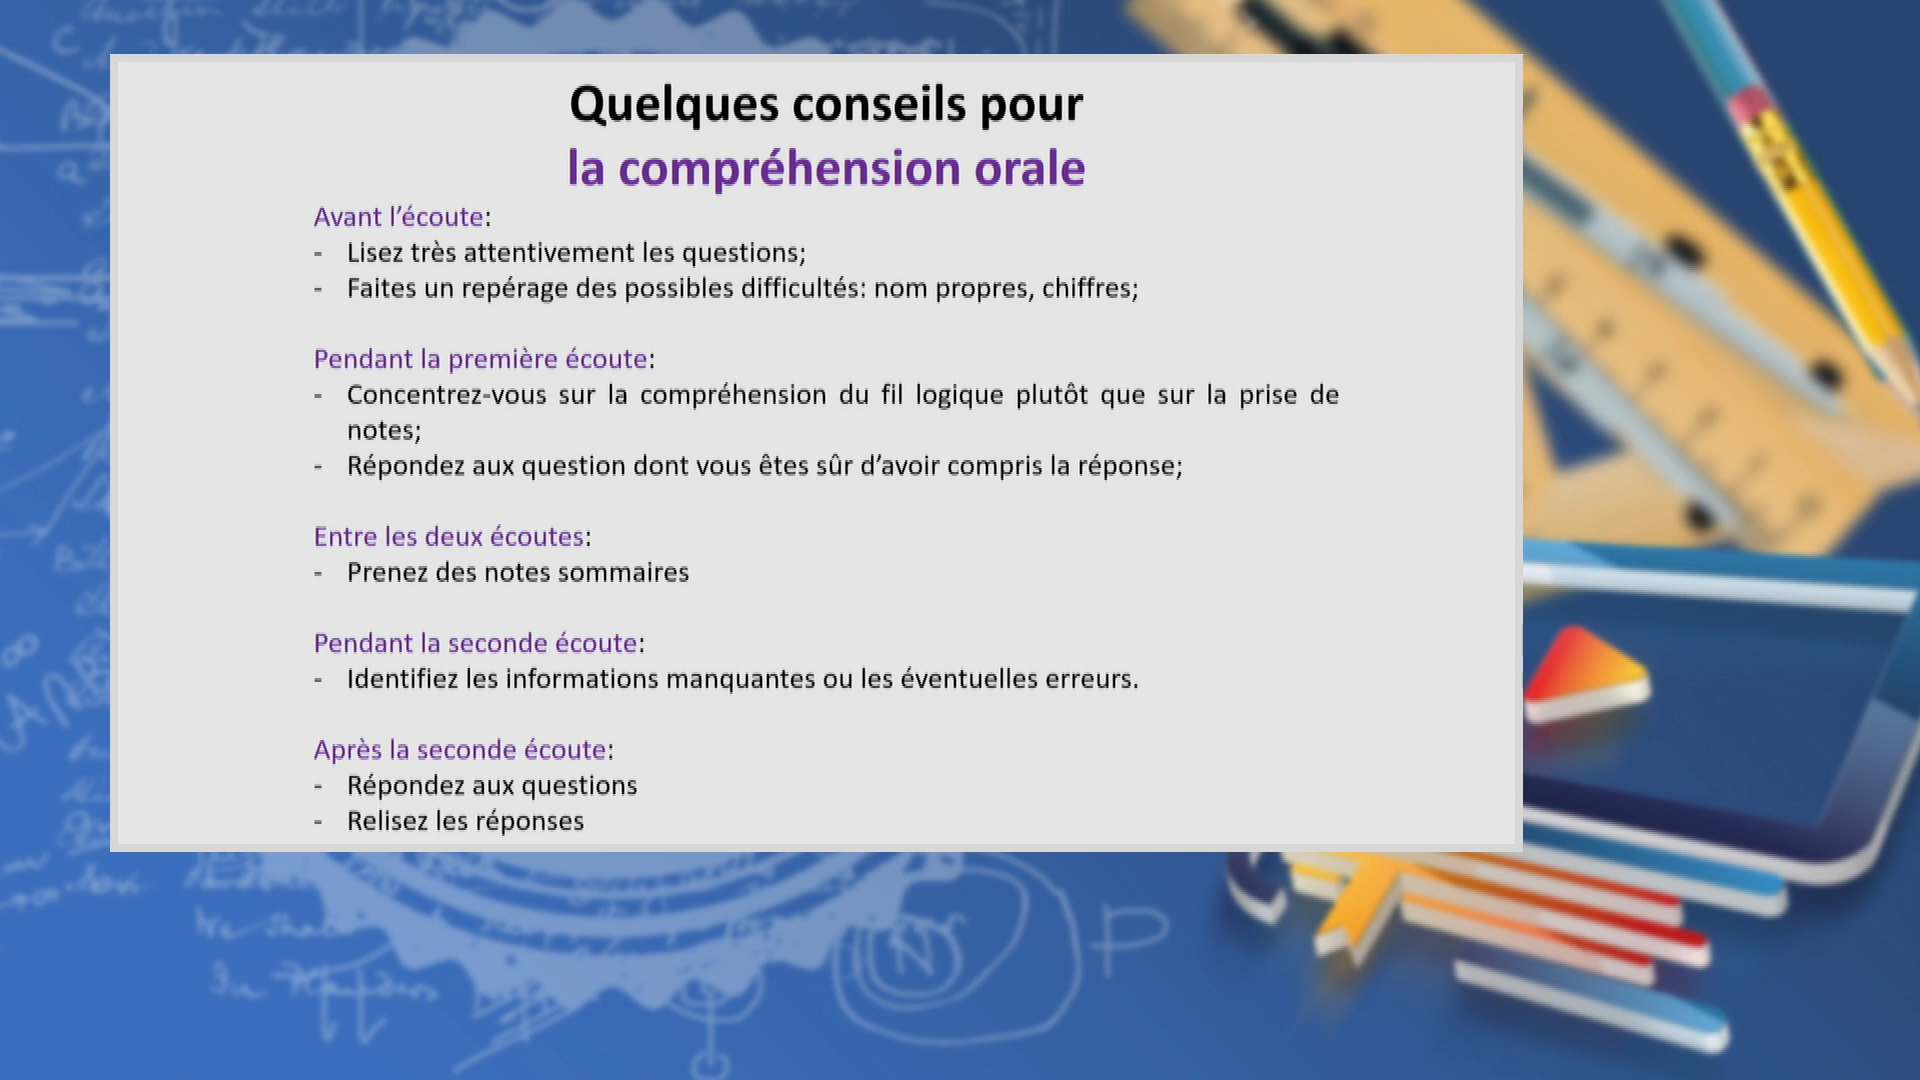 Quelques conseils pour
la compréhension orale
Avant l’écoute:
- Lisez très attentivement les questions;
- Faites un repérage des possibles difficultés: nom propres, chiffres;
Pendant la première écoute:
- Concentrez-vous sur la compréhension du fil logique plutôt que sur la prise de
notes;
- Répondez aux question dont vous êtes sûr d’avoir compris la réponse;
Entre les deux écoutes:
- Prenez des notes sommaires
Pendant la seconde écoute:
- Identifiez les informations manquantes ou les éventuelles erreurs.
Après la seconde écoute:
- Répondez aux questions
- Relisez les réponses
P